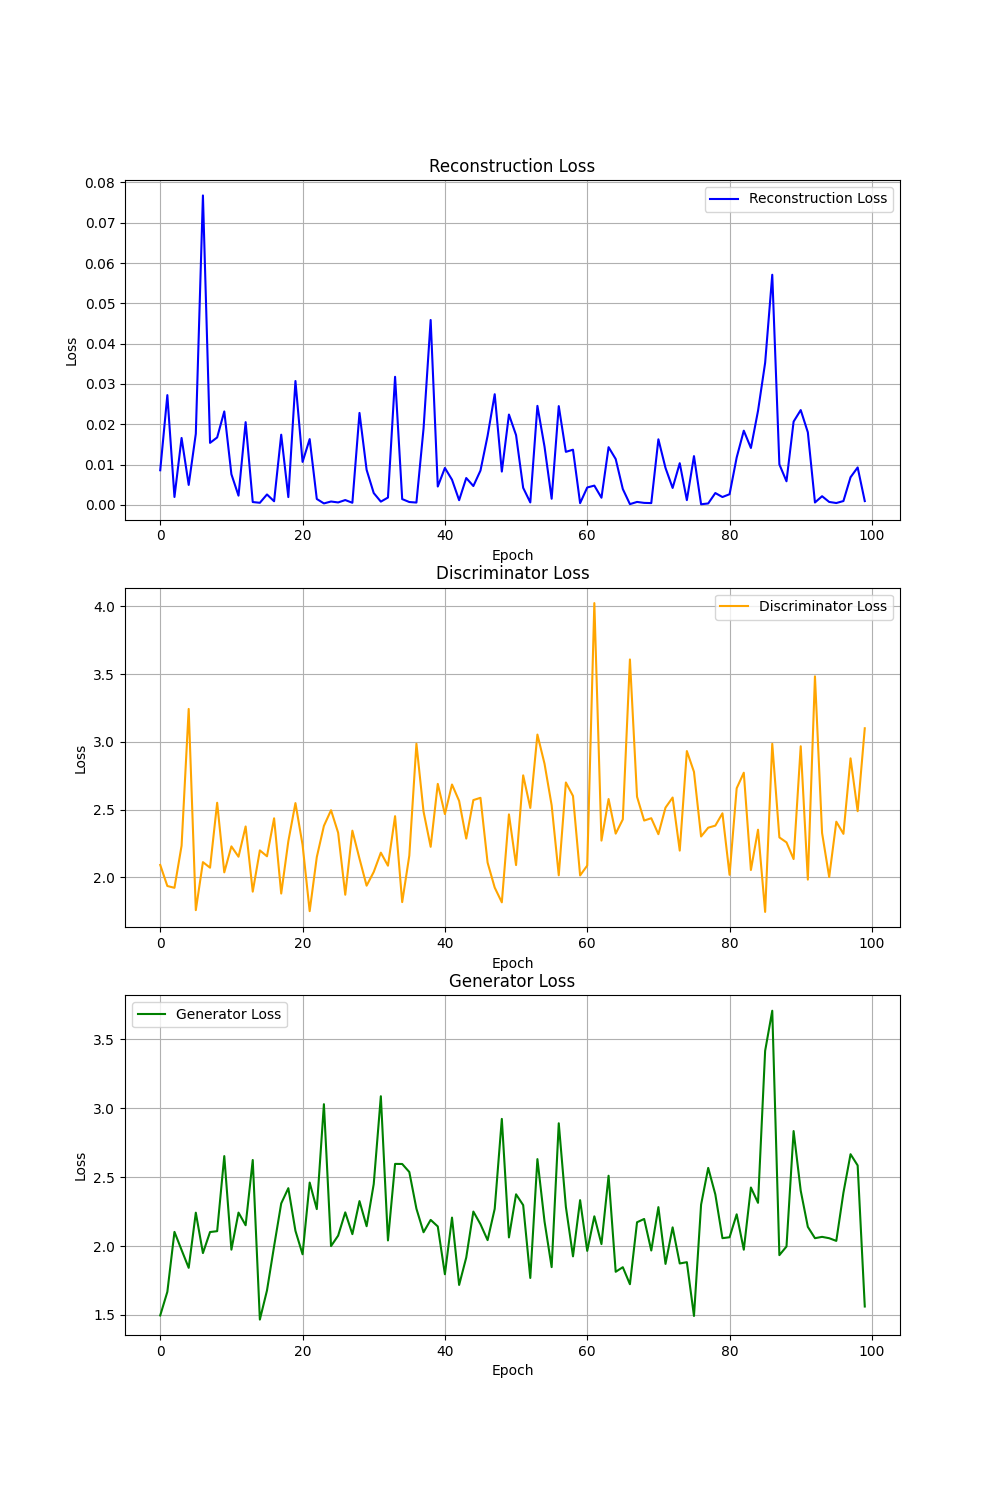 Reconstruction Loss
0.08
0.07
0.06
0.05
0.04
0.03
0.02
0.01
0.00
Loss
Reconstruction Loss
0 20 40 60 80 100
Epoch
Discriminator Loss
4.0
3.5
3.0
2.5
2.0
Loss
Discriminator Loss
0 20 40 60 80 100
Epoch
Generator Loss
3.5
3.0
2.5
2.0
1.5
Loss
Generator Loss
0 20 40 60 80 100
Epoch